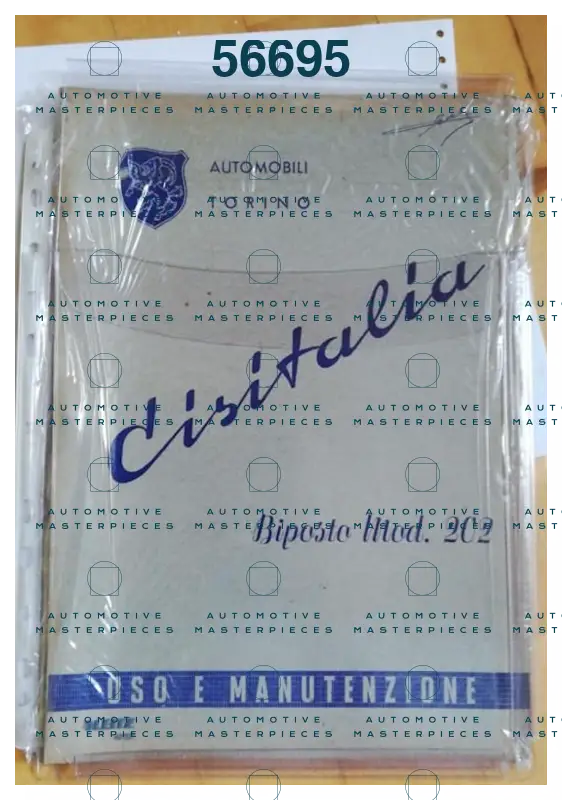 56695
AUTOMOBILI
TORINO
Cisitalia
Biposto Mod. 202
USO E MANUTENZIONE
AUTOMOTIVE
MASTERPIECES